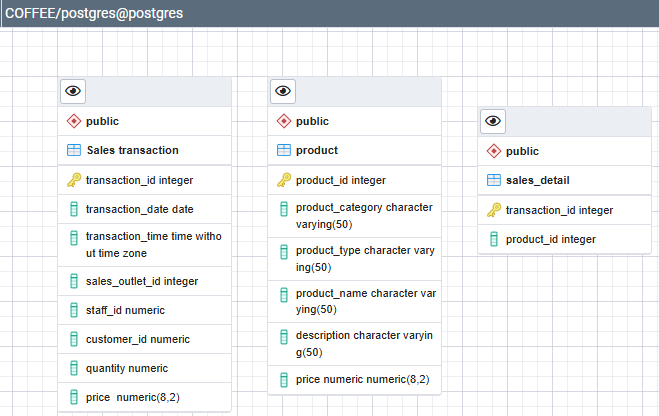 COFFEE/postgres@postgres
public
Sales transaction
transaction_id integer
transaction_date date
transaction_time time witho
ut time zone
sales_outlet_id integer
staff_id numeric
customer_id numeric
quantity numeric
price numeric(8,2)
public
product
product_id integer
product_category character
varying(50)
product_type character vary
ing(50)
product_name character var
ying(50)
description character varyin
g(50)
price numeric numeric(8,2)
public
sales_detail
transaction_id integer
product_id integer